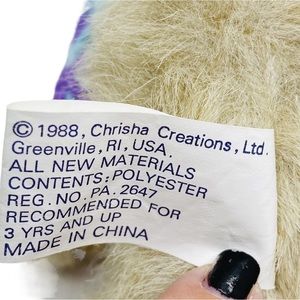 © 1988, Chrisha Creations, Ltd.
Greenville, RI, USA.
ALL NEW MATERIALS
CONTENTS: POLYESTER
REG. NO. PA. 2647
RECOMMENDED FOR
3 YRS AND UP
MADE IN CHINA